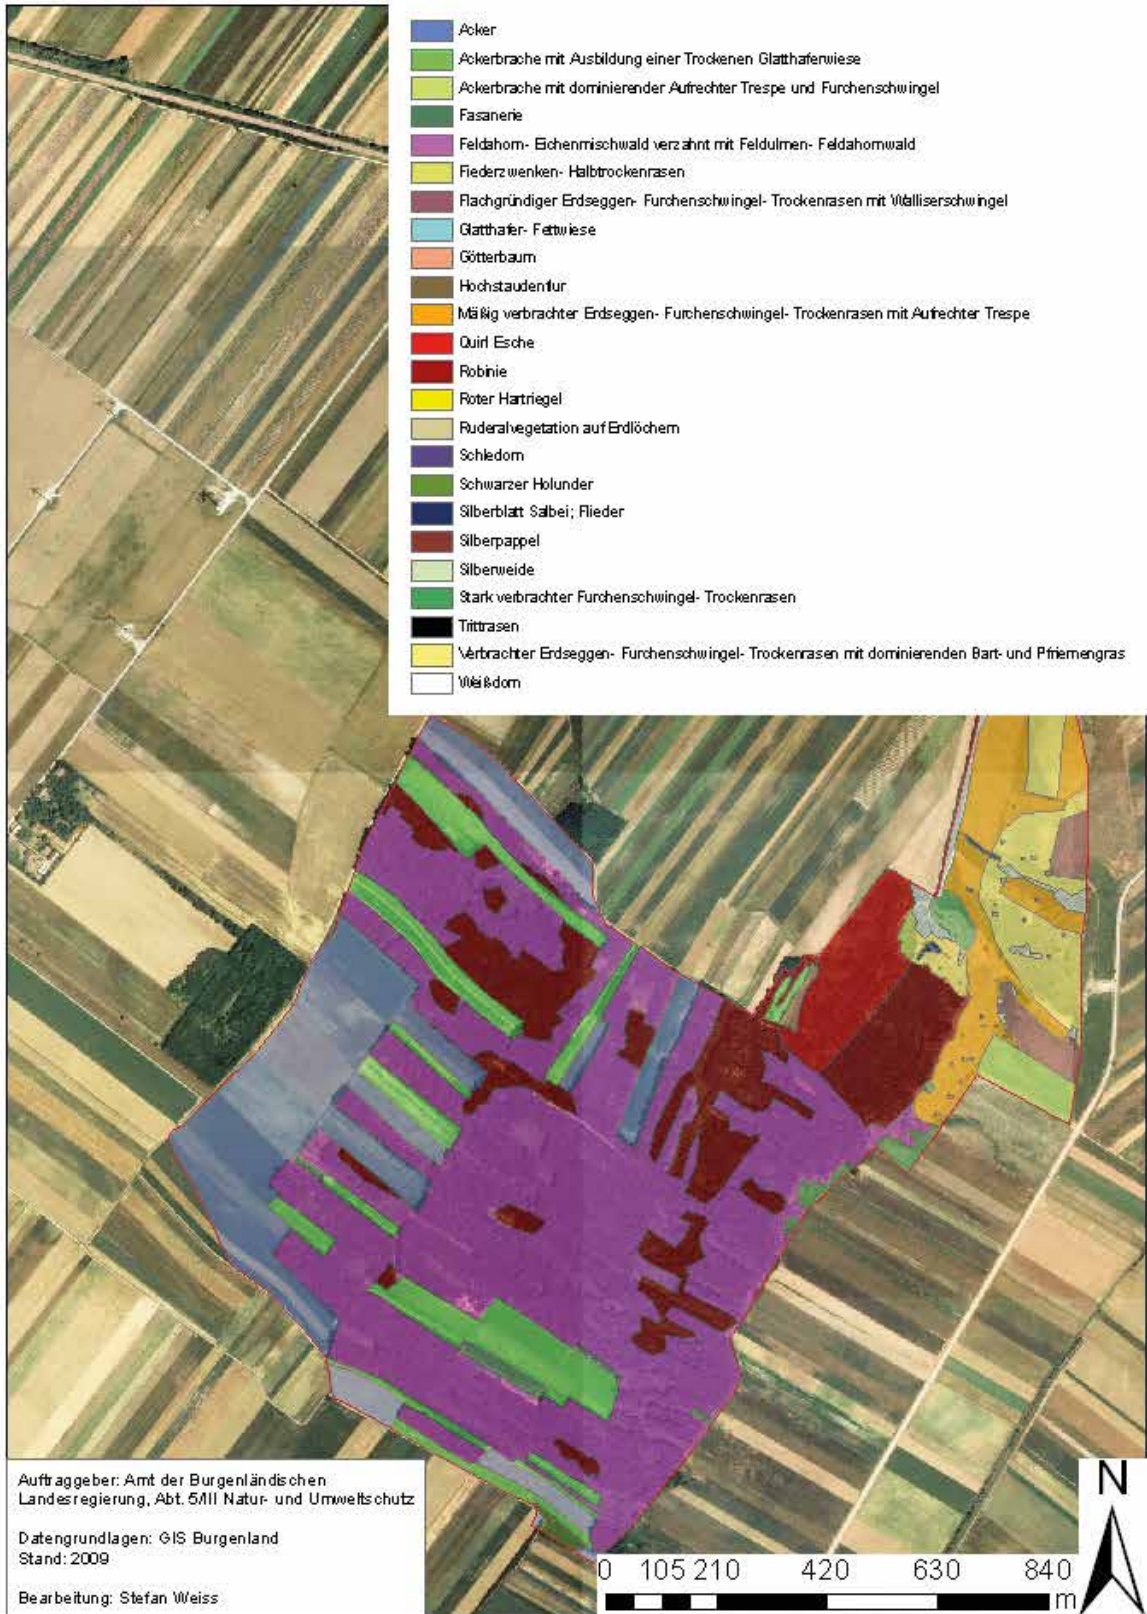 Acker
Ackerbrache mit Ausbildung einer Trockenen Glatthaferwiese
Ackerbrache mit dominierender Aufrechter Trespe und Furchenschwingel
Fasanerie
Feldahorn- Eichenmischwald verzahnt mit Feldulmen- Feldahornwald
Fiederzwenken- Halbtrockenrasen
Flachgründiger Erdseggen- Furchenschwingel- Trockenrasen mit Walliserschwingel
Glatthafer- Fettwiese
Götterbaum
Hochstaudenflur
Mäßig verbrachter Erdseggen- Furchenschwingel- Trockenrasen mit Aufrechter Trespe
Quirl Esche
Robinie
Roter Hartriegel
Ruderalvegetation auf Erdlöchern
Schledorn
Schwarzer Holunder
Silberblatt Salbei; Flieder
Silberpappel
Silberweide
Stark verbrachter Furchenschwingel- Trockenrasen
Trittrasen
Verbrachter Erdseggen- Furchenschwingel- Trockenrasen mit dominierenden Bart- und Pfriemengras
Weißdorn
Auftraggeber: Amt der Burgenländischen
Landesregierung, Abt. 5/III Natur- und Umweltschutz
Datengrundlagen: GIS Burgenland
Stand: 2009
Bearbeitung: Stefan Weiss
N
0 105 210 420 630 840
m